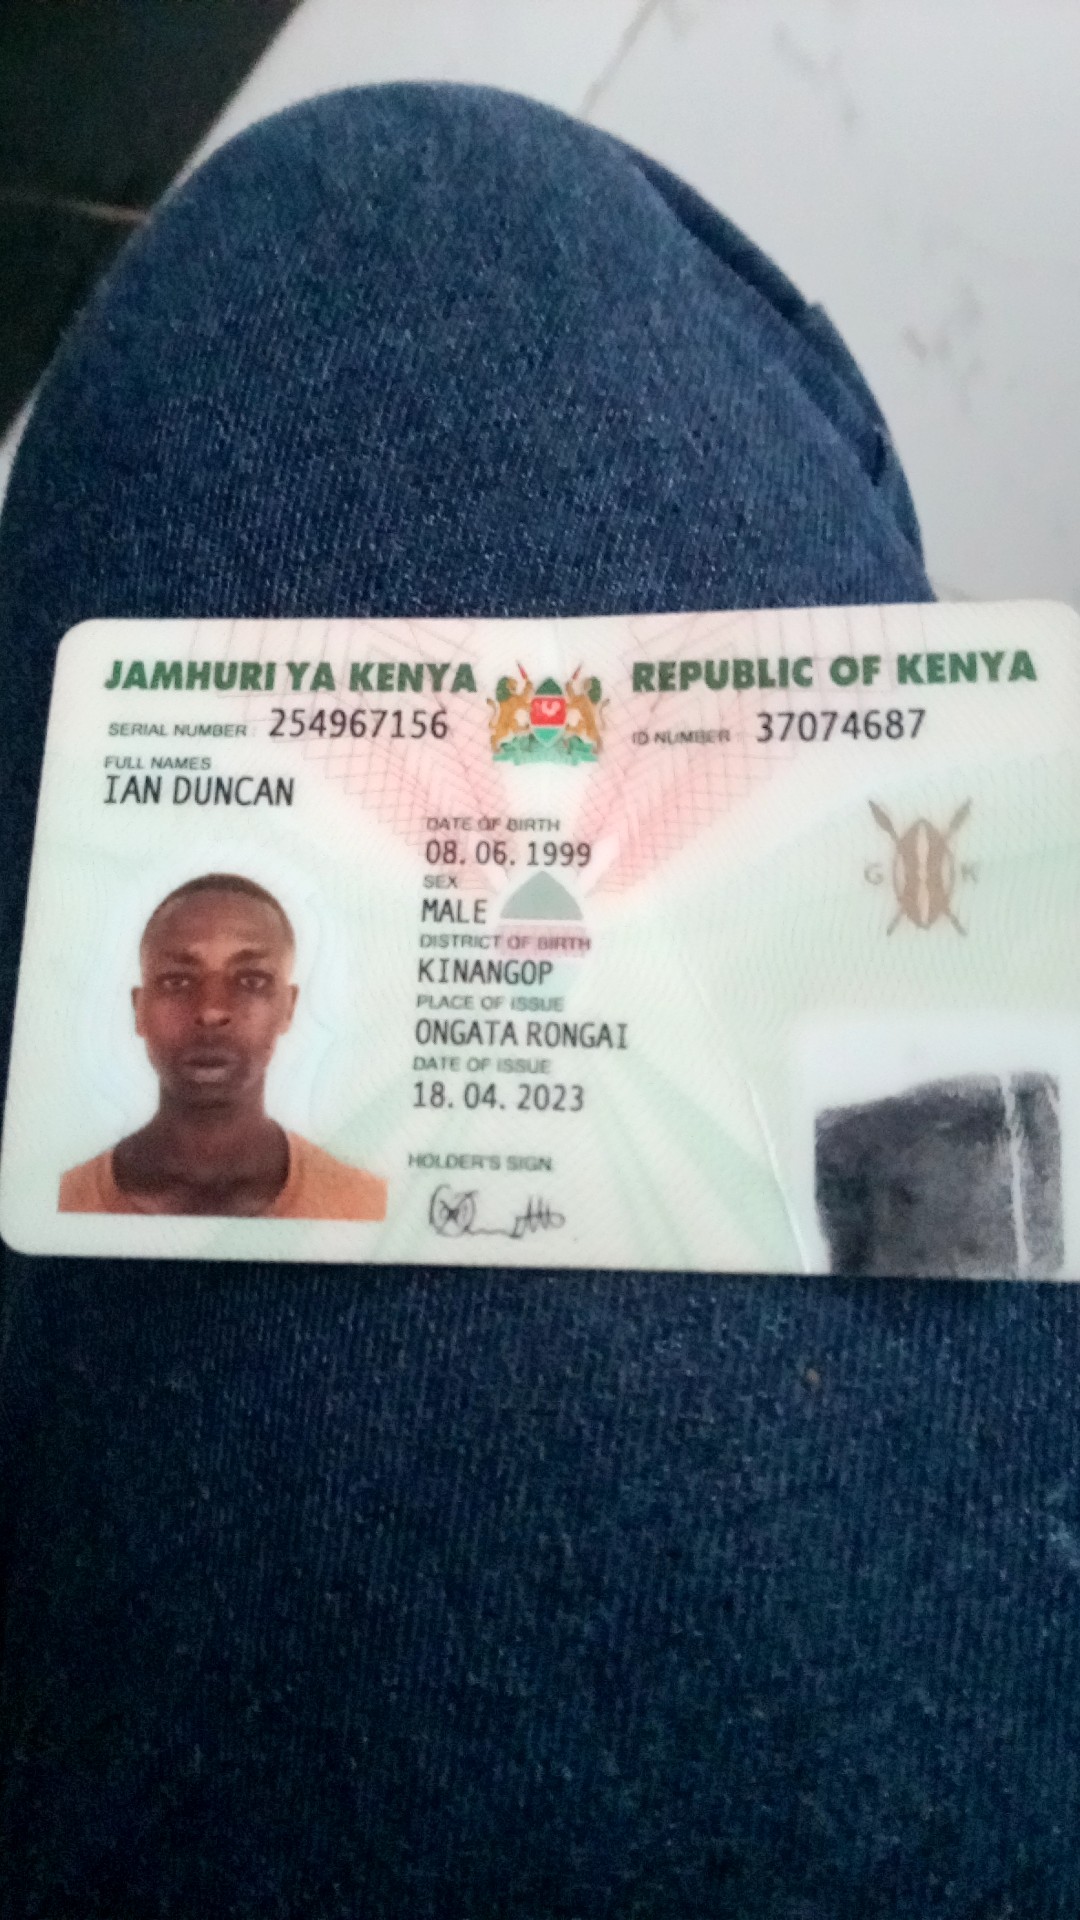 JAMHURI YA KENYA REPUBLIC OF KENYA
SERIAL NUMBER : 254967156 ID NUMBER : 37074687
FULL NAMES
IAN DUNCAN
DATE OF BIRTH
08. 06. 1999
SEX
MALE
G K
DISTRICT OF BIRTH
KINANGOP
PLACE OF ISSUE
ONGATA RONGAI
DATE OF ISSUE
18. 04. 2023
HOLDER'S SIGN